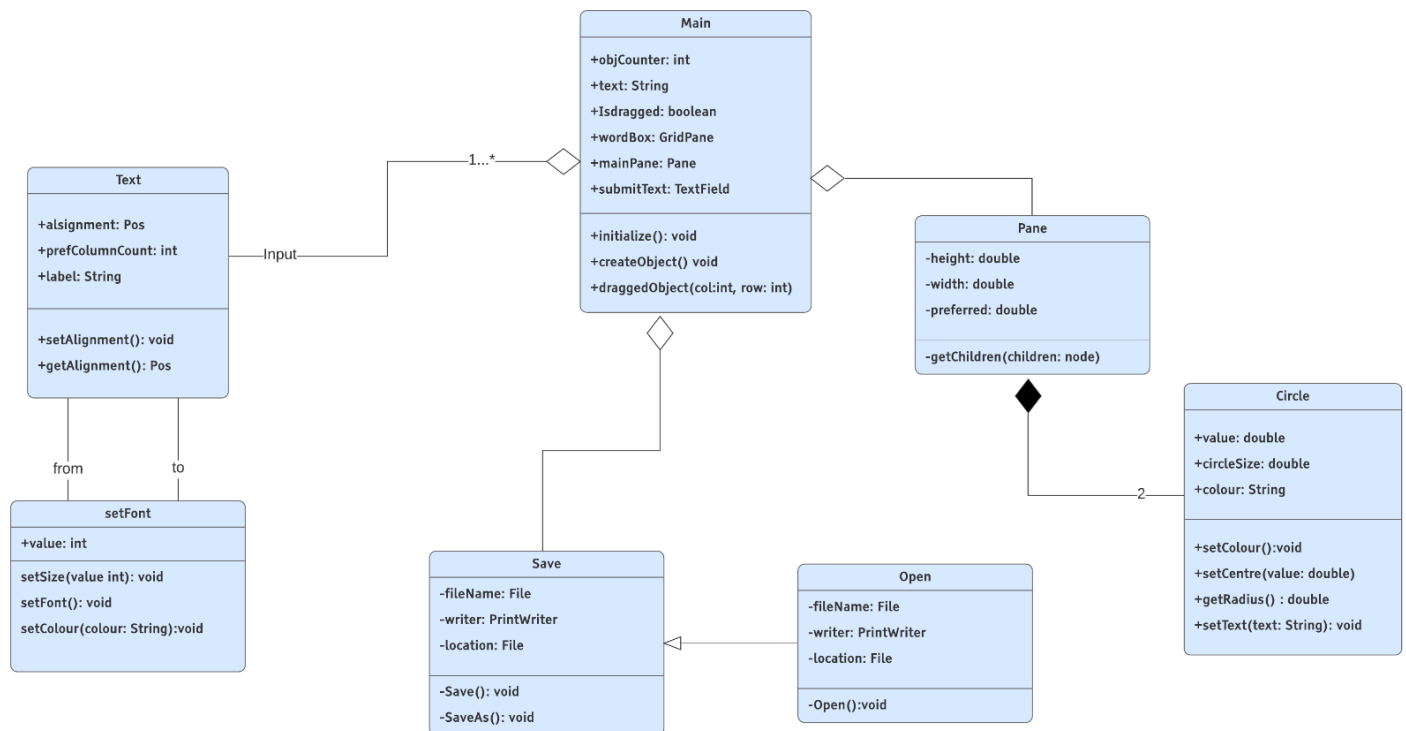 Main
+objCounter: int
+text: String
+Isdragged: boolean
+wordBox: GridPane
+mainPane: Pane
+submitText: TextField
+initialize(): void
+createObject() void
+draggedObject(col:int, row: int)
1...*
Input
Text
+alsignment: Pos
+prefColumnCount: int
+label: String
+setAlignment(): void
+getAlignment(): Pos
from
to
setFont
+value: int
setSize(value int): void
setFont(): void
setColour(colour: String):void
Pane
-height: double
-width: double
-preferred: double
-getChildren(children: node)
2
Circle
+value: double
+circleSize: double
+colour: String
+setColour():void
+setCentre(value: double)
+getRadius() : double
+setText(text: String): void
Save
-fileName: File
-writer: PrintWriter
-location: File
-Save(): void
-SaveAs(): void
Open
-fileName: File
-writer: PrintWriter
-location: File
-Open():void